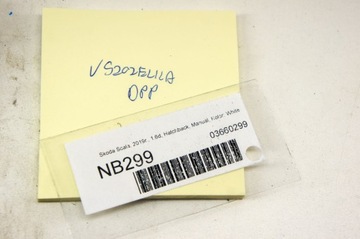 VS202ELILA
OPP
Skoda Scala, 2019r., 1.6d, Hatchback, Manual, Kolor: White
03660299
NB299